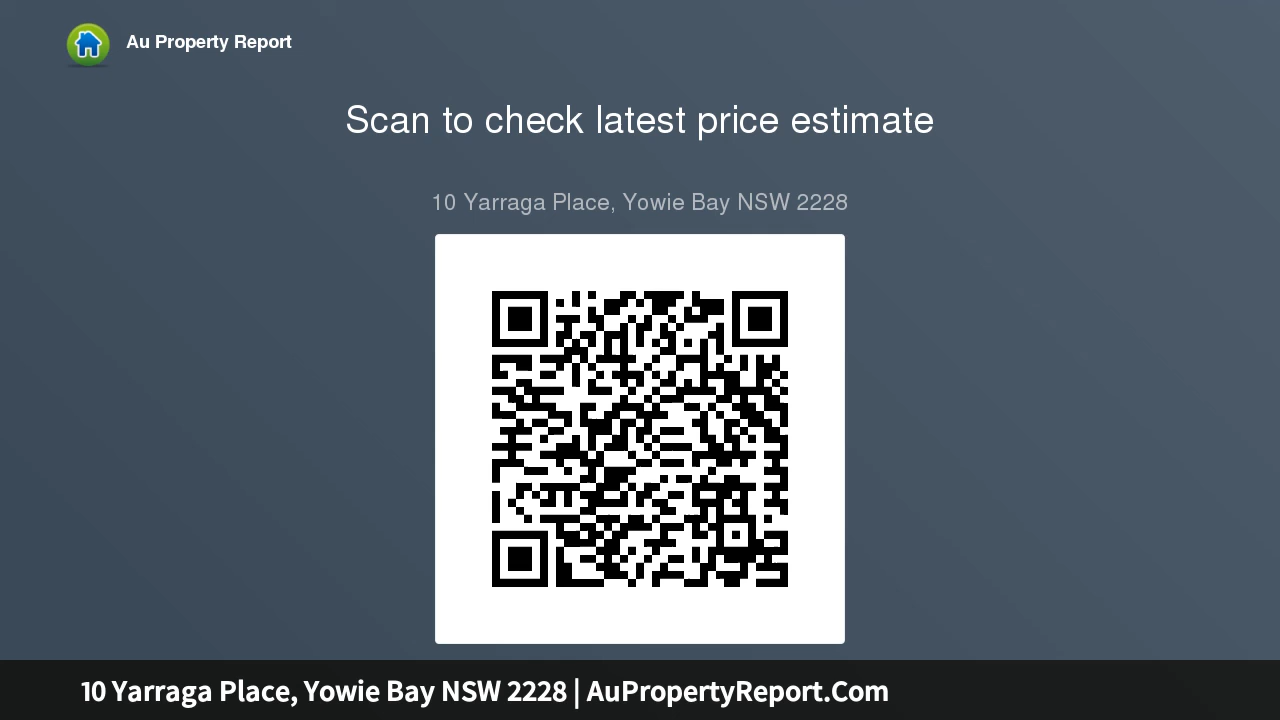 Au Property Report
Scan to check latest price estimate
10 Yarraga Place, Yowie Bay NSW 2228
10 Yarraga Place, Yowie Bay NSW 2228 | AuPropertyReport.Com